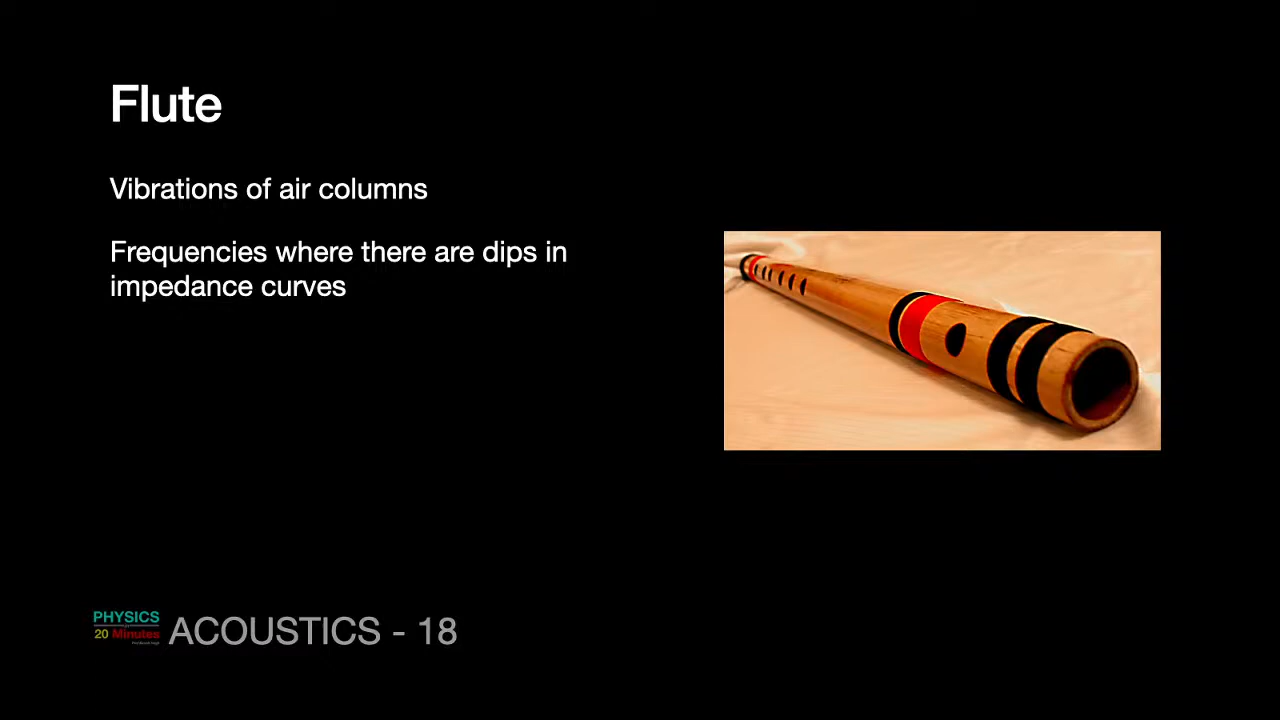 Flute
Vibrations of air columns
Frequencies where there are dips in
impedance curves
PHYSICS
20 Minutes
ACOUSTICS - 18